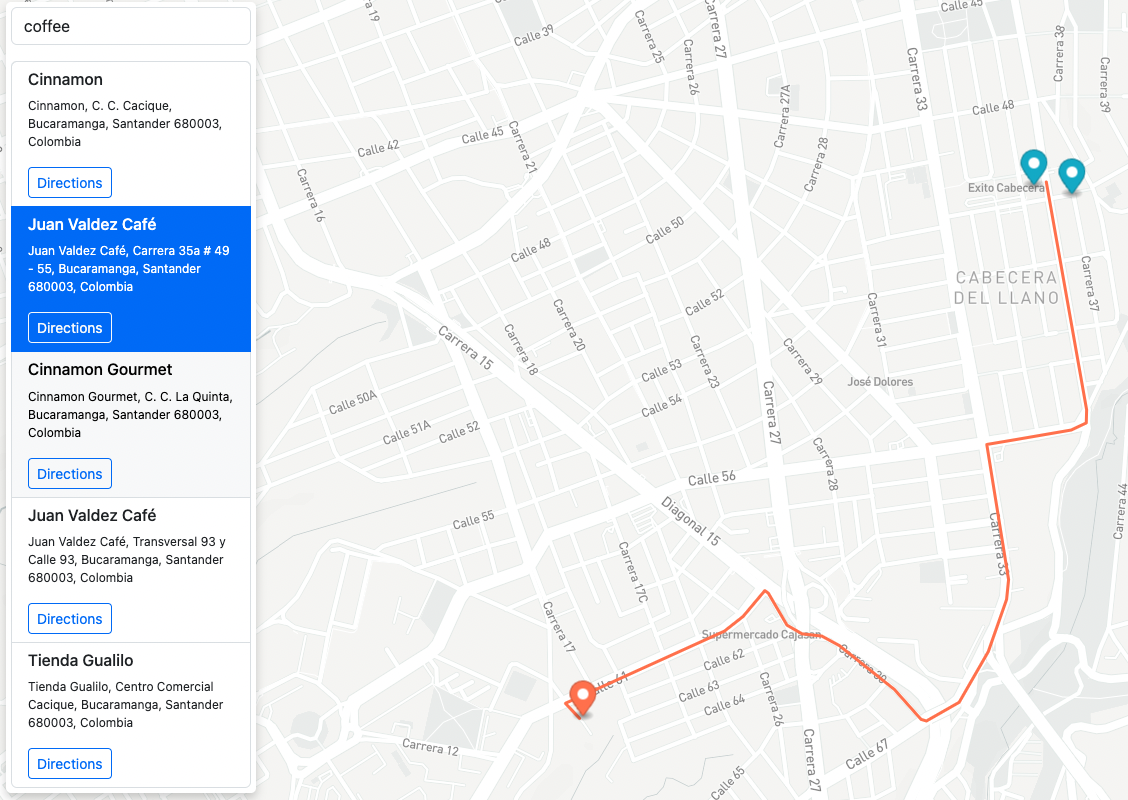 coffee
Cinnamon
Cinnamon, C. C. Cacique,
Bucaramanga, Santander 680003,
Colombia
Directions
Juan Valdez Café
Juan Valdez Café, Carrera 35a # 49
- 55, Bucaramanga, Santander
680003, Colombia
Directions
Cinnamon Gourmet
Cinnamon Gourmet, C. C. La Quinta,
Bucaramanga, Santander 680003,
Colombia
Directions
Juan Valdez Café
Juan Valdez Café, Transversal 93 y
Calle 93, Bucaramanga, Santander
680003, Colombia
Directions
Tienda Gualilo
Tienda Gualilo, Centro Comercial
Cacique, Bucaramanga, Santander
680003, Colombia
Directions
Calle 39
Carrera 25
Carrera 27
Carrera 26
Carrera 33
Calle 45
Carrera 38
Carrera 39
Carrera 27A
Calle 48
Calle 42
Calle 45
Carrera 21
Carrera 28
Carrera 16
Exito Cabecera
Calle 50
Calle 48
CABECERA
DEL LLANO
Carrera 37
Calle 52
Carrera 20
Carrera 31
Carrera 15
Carrera 18
Carrera 23
Carrera 29
Calle 53
José Dolores
Calle 50A
Calle 54
Carrera 27
Calle 51A
Calle 52
Carrera 28
Calle 56
Carrera 44
Diagonal 15
Calle 55
Carrera 33
Carrera 17C
Carrera 17
Supermercado Cajasan
Calle 62
Carrera 30
Calle 61
Calle 63
Calle 64
Carrera 26
Carrera 12
Carrera 27
Calle 67
Calle 65